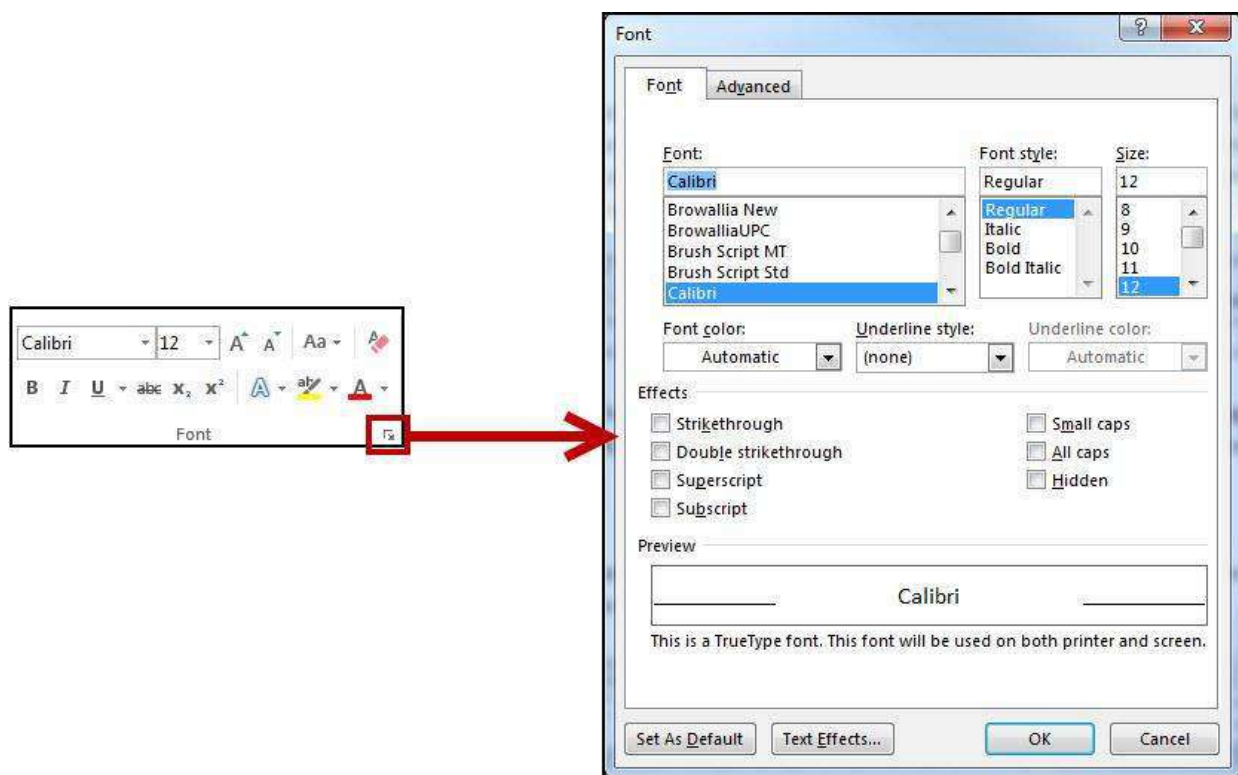 Calibri 12 A A Aa A
B I U abc X₂ X² A ab A
Font
Font
Font Advanced
Font: Font style: Size:
Calibri Regular 12
Browallia New Regular 8
BrowalliaUPC Italic 9
Brush Script MT Bold 10
Brush Script Std Bold Italic 11
Calibri 12
Font color: Underline style: Underline color:
Automatic (none) Automatic
Effects
Strikethrough Small caps
Double strikethrough All caps
Superscript Hidden
Subscript
Preview
Calibri
This is a TrueType font. This font will be used on both printer and screen.
Set As Default Text Effects... OK Cancel